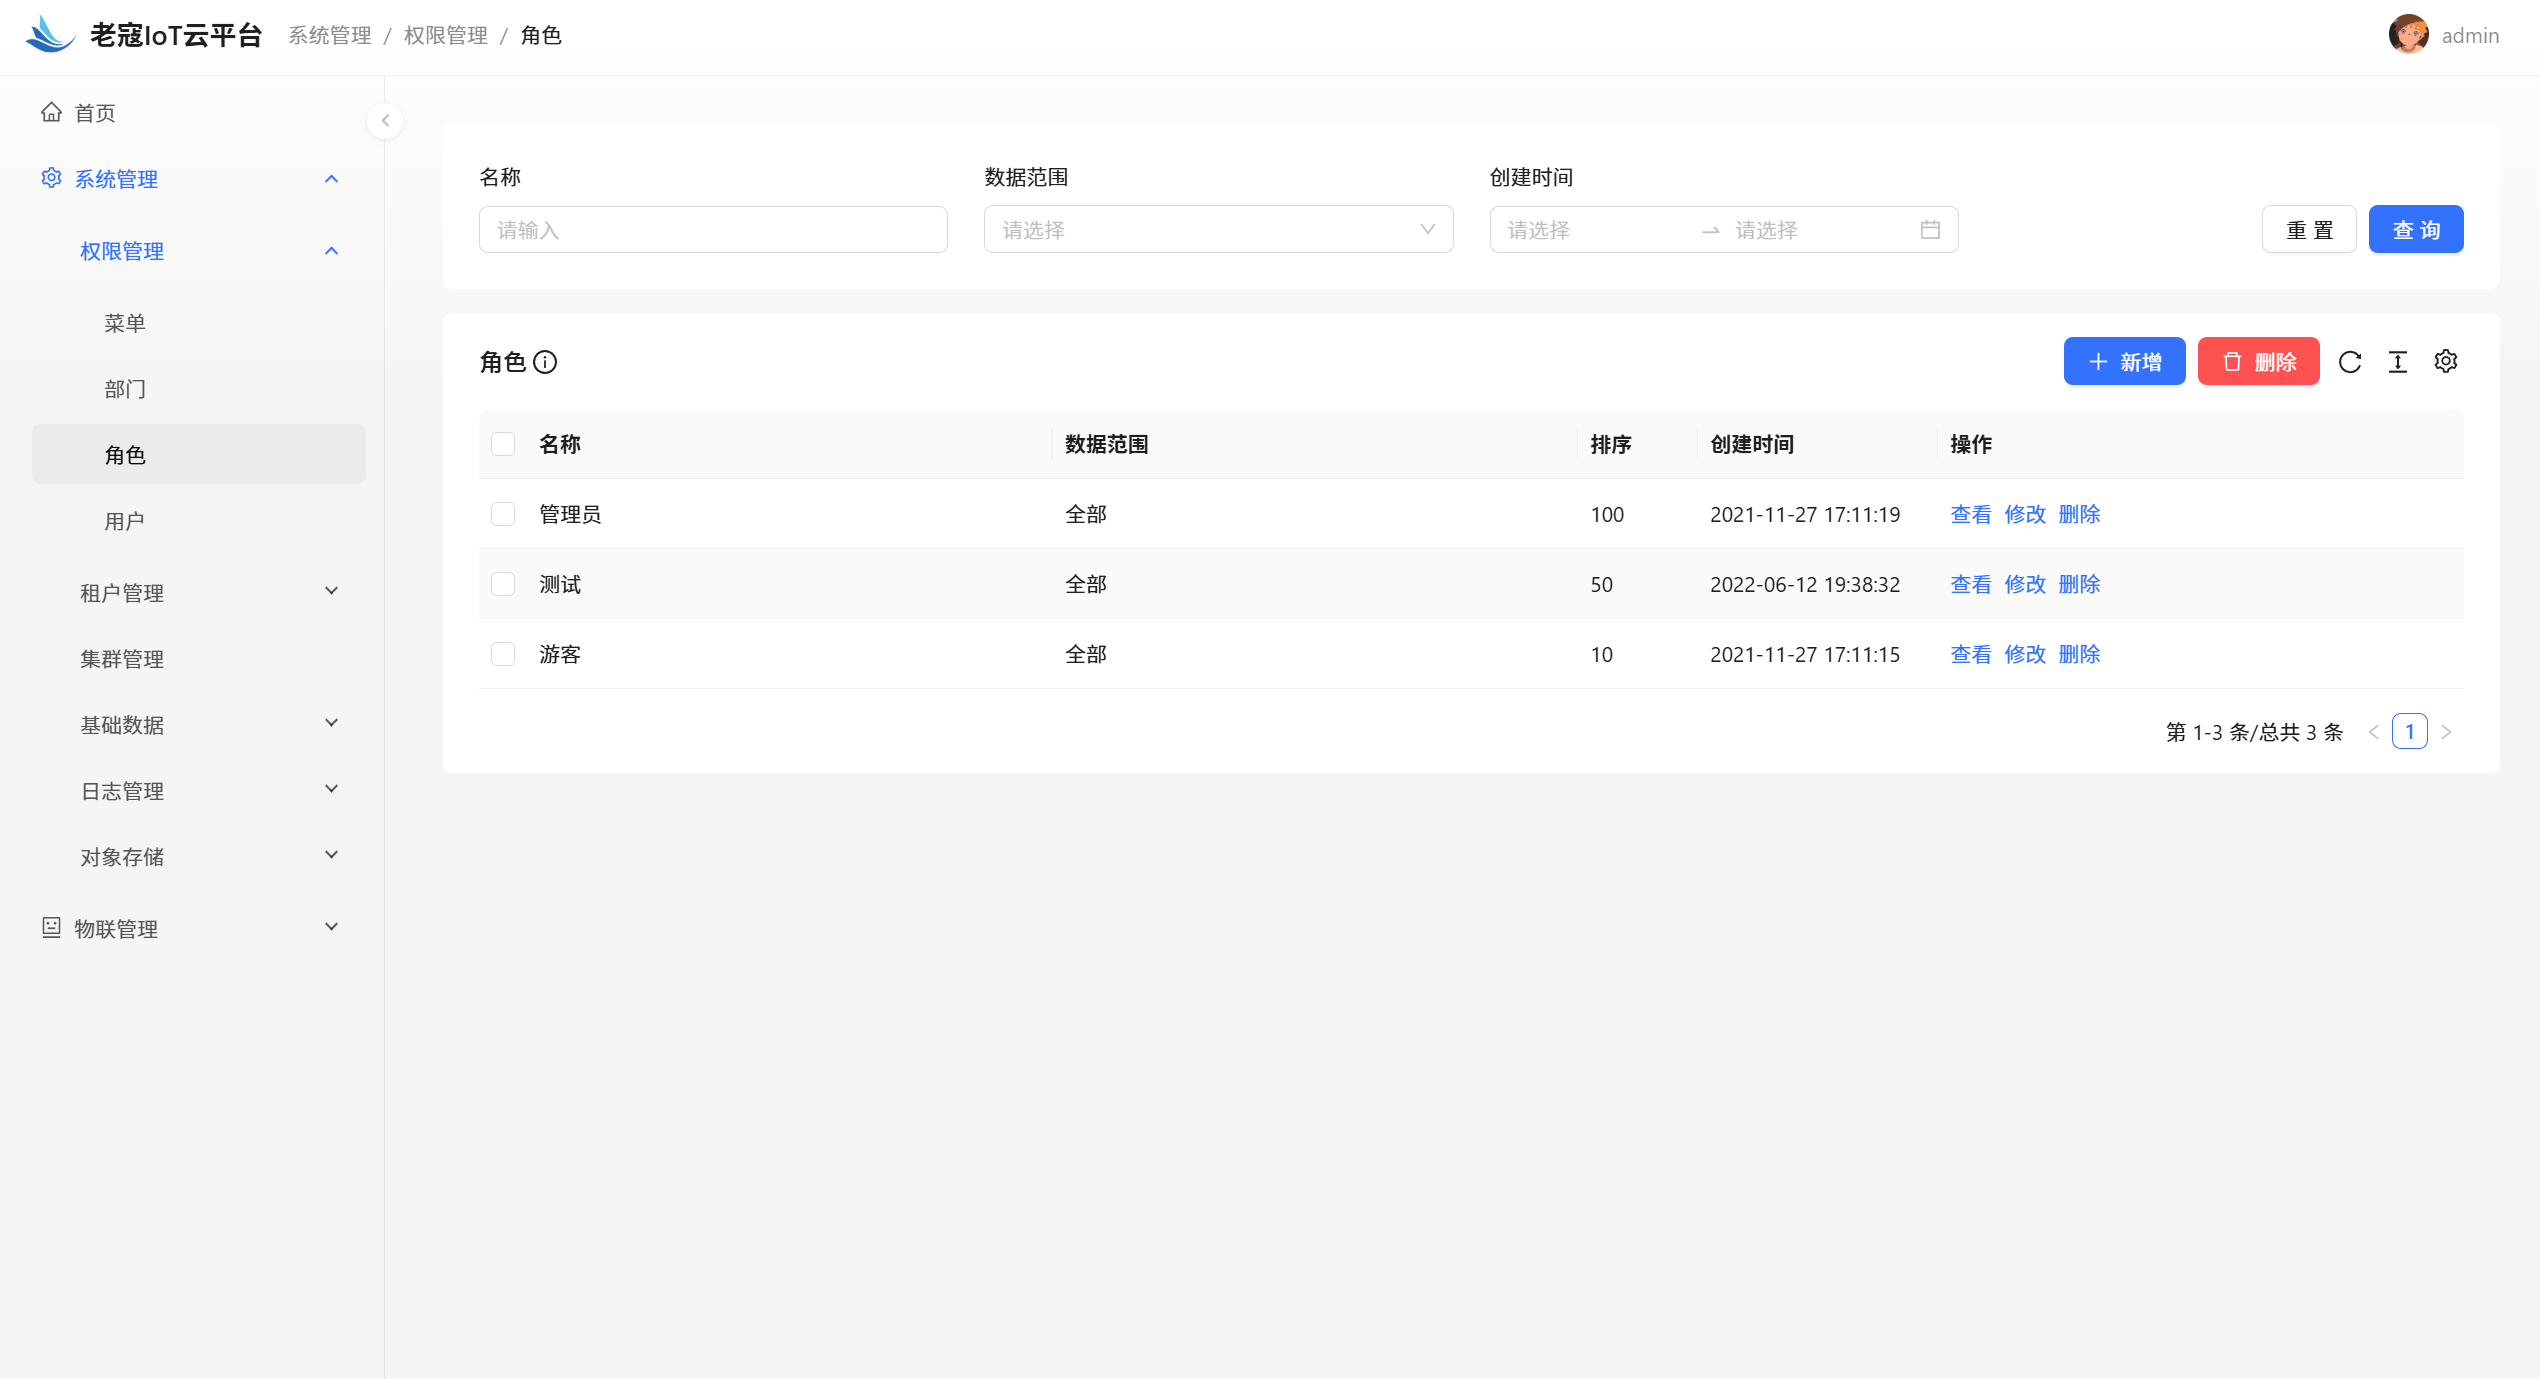 老寇IoT云平台 系统管理 / 权限管理 / 角色 admin
首页
系统管理
权限管理
菜单
部门
角色
用户
租户管理
集群管理
基础数据
日志管理
对象存储
物联管理
名称 数据范围 创建时间
请输入 请选择 请选择 → 请选择 重 置 查 询
角色 新增 删除
名称 数据范围 排序 创建时间 操作
管理员 全部 100 2021-11-27 17:11:19 查看 修改 删除
测试 全部 50 2022-06-12 19:38:32 查看 修改 删除
游客 全部 10 2021-11-27 17:11:15 查看 修改 删除
第 1-3 条/总共 3 条 < 1 >